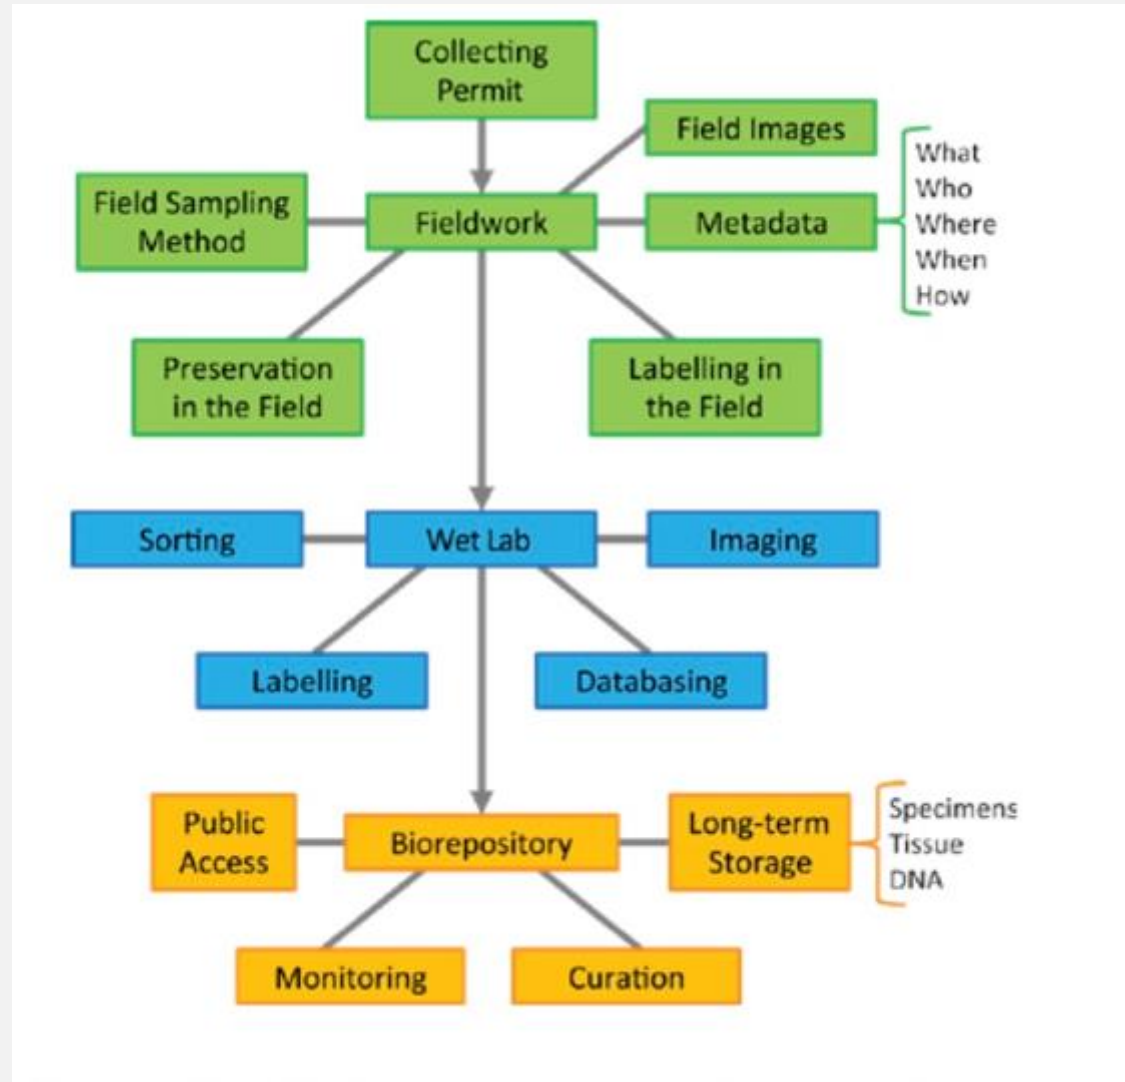 Collecting
Permit
Field Images
What
Who
Where
When
How
Field Sampling
Method
Fieldwork
Metadata
Preservation
in the Field
Labelling in
the Field
Sorting
Wet Lab
Imaging
Labelling
Databasing
Public
Access
Biorepository
Long-term
Storage
Specimens
Tissue
DNA
Monitoring
Curation